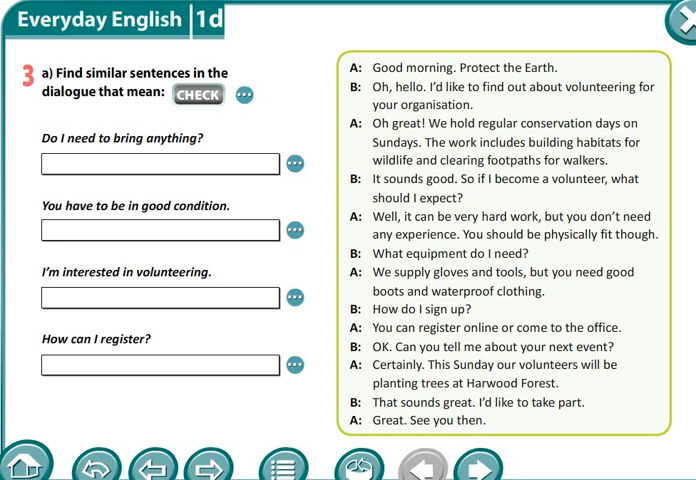 Everyday English 1d
3 a) Find similar sentences in the
dialogue that mean: CHECK
Do I need to bring anything?
You have to be in good condition.
I'm interested in volunteering.
How can I register?
A: Good morning. Protect the Earth.
B: Oh, hello. I'd like to find out about volunteering for
your organisation.
A: Oh great! We hold regular conservation days on
Sundays. The work includes building habitats for
wildlife and clearing footpaths for walkers.
B: It sounds good. So if I become a volunteer, what
should I expect?
A: Well, it can be very hard work, but you don't need
any experience. You should be physically fit though.
B: What equipment do I need?
A: We supply gloves and tools, but you need good
boots and waterproof clothing.
B: How do I sign up?
A: You can register online or come to the office.
B: OK. Can you tell me about your next event?
A: Certainly. This Sunday our volunteers will be
planting trees at Harwood Forest.
B: That sounds great. I'd like to take part.
A: Great. See you then.